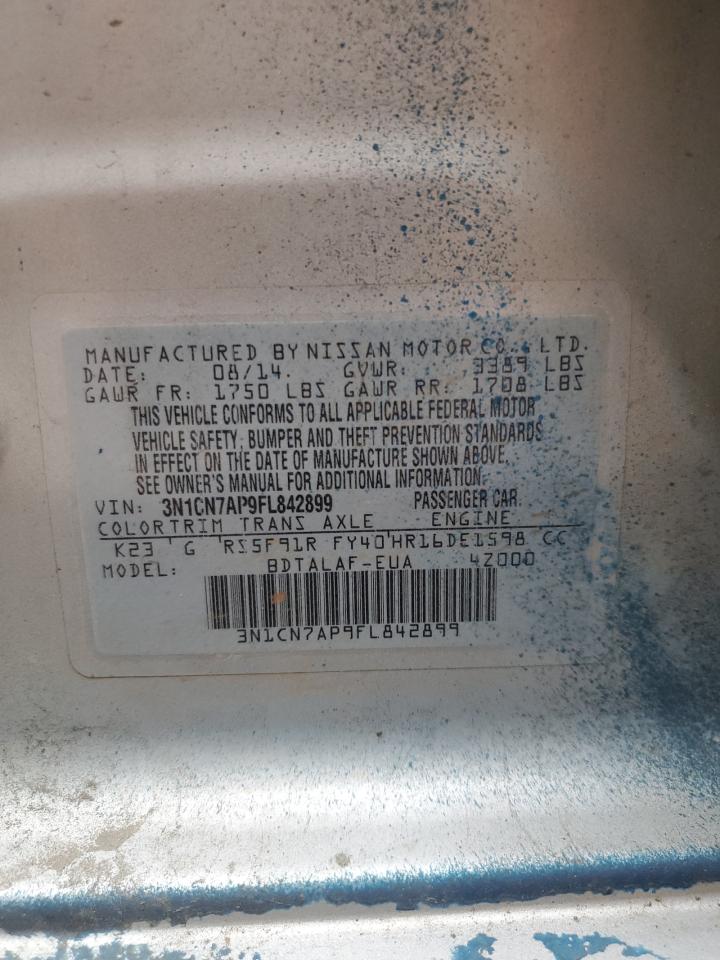 MANUFACTURED BY NISSAN MOTOR CO., LTD.
DATE: 08/14. GVWR: 3389 LBS
GAWR FR: 1750 LBS GAWR RR: 1708 LBS
THIS VEHICLE CONFORMS TO ALL APPLICABLE FEDERAL MOTOR
VEHICLE SAFETY, BUMPER AND THEFT PREVENTION STANDARDS
IN EFFECT ON THE DATE OF MANUFACTURE SHOWN ABOVE.
SEE OWNER'S MANUAL FOR ADDITIONAL INFORMATION.
VIN: 3N1CN7AP9FL842899 PASSENGER CAR
COLOR TRIM TRANS AXLE ENGINE
K23 G RS5F91R FY40 HR16DE1598 CC
MODEL: BDTALAF-EUA 4Z000
3N1CN7AP9FL842899